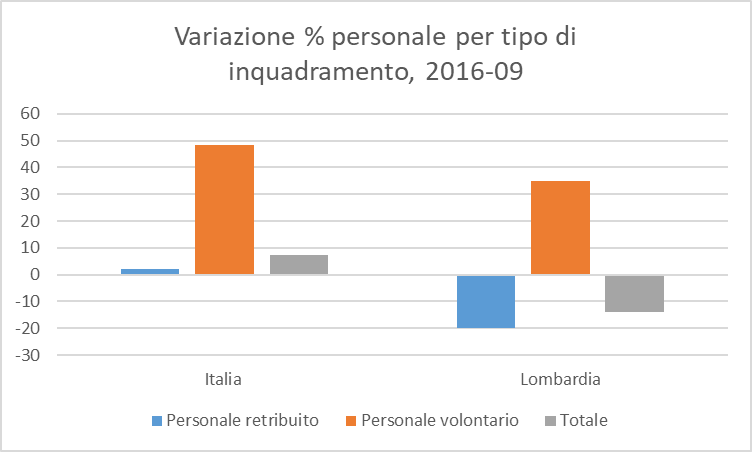 Variazione % personale per tipo di
inquadramento, 2016-09
60
50
40
30
20
10
0
-10
-20
-30
Italia
Lombardia
Personale retribuito
Personale volontario
Totale